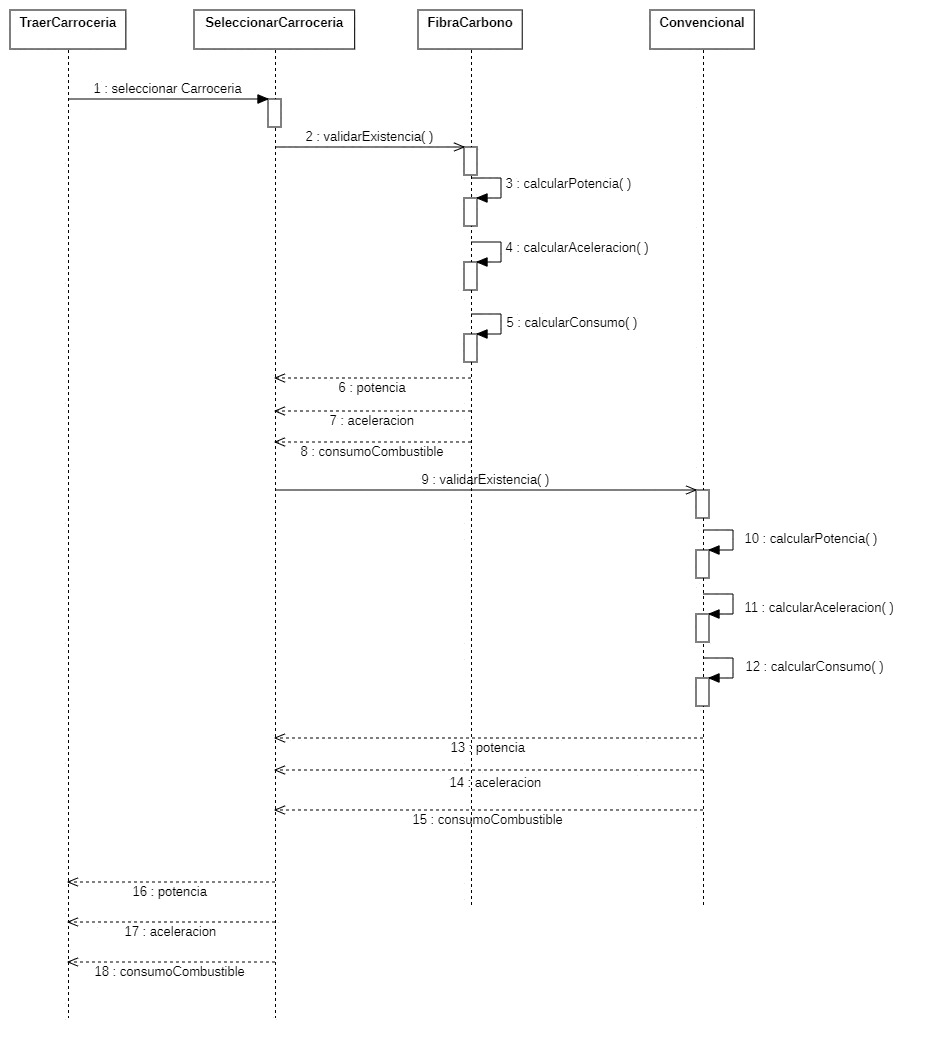 TraerCarroceria
SeleccionarCarroceria
FibraCarbono
Convencional
1 : seleccionar Carroceria
2 : validarExistencia( )
3 : calcularPotencia( )
4 : calcularAceleracion( )
5 : calcularConsumo( )
6 : potencia
7 : aceleracion
8 : consumoCombustible
9 : validarExistencia( )
10 : calcularPotencia( )
11 : calcularAceleracion( )
12 : calcularConsumo( )
13 : potencia
14 : aceleracion
15 : consumoCombustible
16 : potencia
17 : aceleracion
18 : consumoCombustible